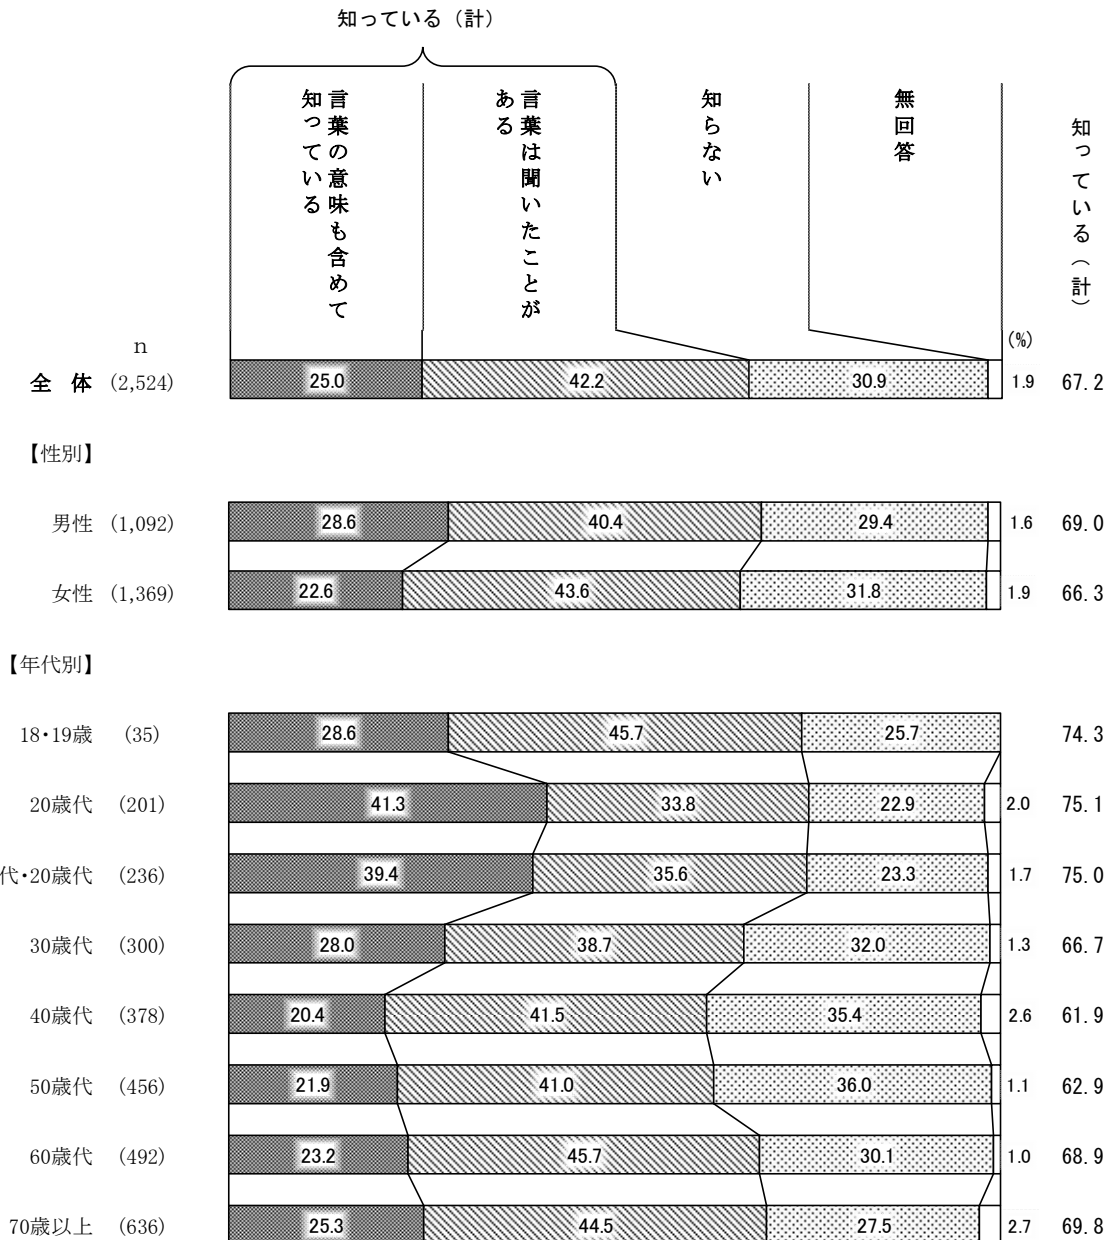 知っている（計）
言葉の意味も含めて
知っている
言葉は聞いたことが
ある
知らない
無回答
知っている（計）
n
(%)
全　体 (2,524) 25.0 42.2 30.9 1.9 67.2
【性別】
男性 (1,092) 28.6 40.4 29.4 1.6 69.0
女性 (1,369) 22.6 43.6 31.8 1.9 66.3
【年代別】
18・19歳 (35) 28.6 45.7 25.7 74.3
20歳代 (201) 41.3 33.8 22.9 2.0 75.1
代・20歳代 (236) 39.4 35.6 23.3 1.7 75.0
30歳代 (300) 28.0 38.7 32.0 1.3 66.7
40歳代 (378) 20.4 41.5 35.4 2.6 61.9
50歳代 (456) 21.9 41.0 36.0 1.1 62.9
60歳代 (492) 23.2 45.7 30.1 1.0 68.9
70歳以上 (636) 25.3 44.5 27.5 2.7 69.8